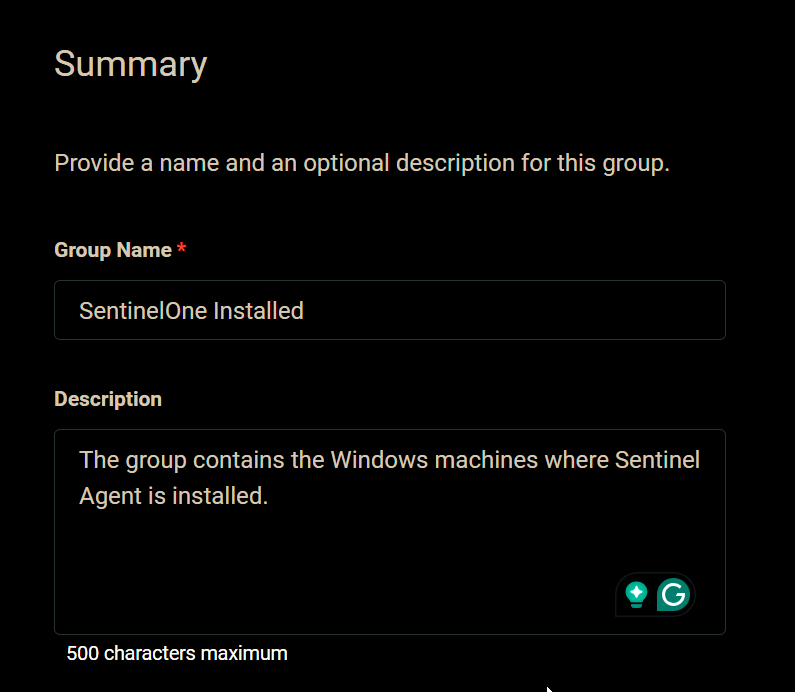 Summary
Provide a name and an optional description for this group.
Group Name *
SentinelOne Installed
Description
The group contains the Windows machines where Sentinel
Agent is installed.
G
500 characters maximum